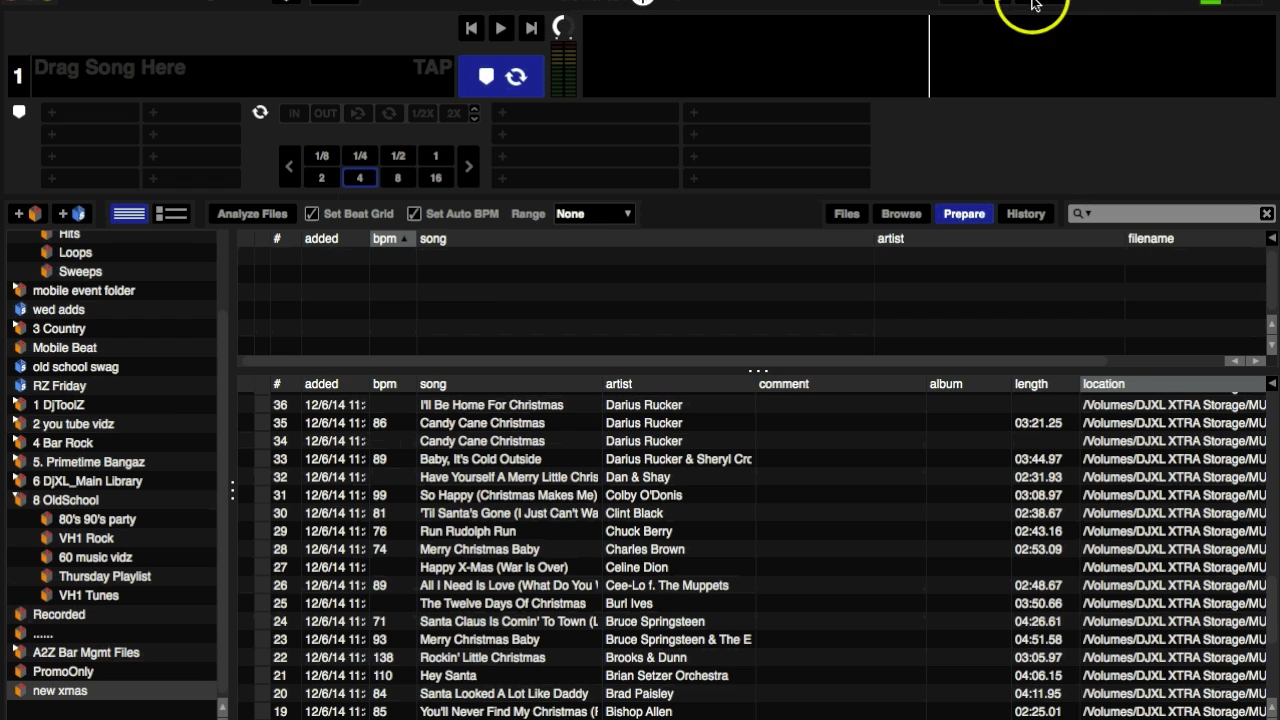 1 Drag Song Here TAP
IN OUT 1/2X 2X
1/8 1/4 1/2 1
2 4 8 16
+ + Analyze Files Set Beat Grid Set Auto BPM Range None Files Browse Prepare History
# added bpm song artist filename
Hits
Loops
Sweeps
mobile event folder
wed adds
3 Country
Mobile Beat
old school swag
RZ Friday
1 DjToolZ
2 you tube vidz
4 Bar Rock
5. Primetime Bangaz
6 DjXL_Main Library
8 OldSchool
80's 90's party
VH1 Rock
60 music vidz
Thursday Playlist
VH1 Tunes
Recorded
......
A2Z Bar Mgmt Files
PromoOnly
new xmas
# added bpm song artist comment album length location
36 12/6/14 11: I'll Be Home For Christmas Darius Rucker /Volumes/DJXL XTRA Storage/MU
35 12/6/14 11: 86 Candy Cane Christmas Darius Rucker 03:21.25 /Volumes/DJXL XTRA Storage/MU
34 12/6/14 11: Candy Cane Christmas Darius Rucker /Volumes/DJXL XTRA Storage/MU
33 12/6/14 11: 89 Baby, It's Cold Outside Darius Rucker & Sheryl Crc 03:44.97 /Volumes/DJXL XTRA Storage/MU
32 12/6/14 11: Have Yourself A Merry Little Chris Dan & Shay 02:31.93 /Volumes/DJXL XTRA Storage/MU
31 12/6/14 11: 99 So Happy (Christmas Makes Me) Colby O'Donis 03:08.97 /Volumes/DJXL XTRA Storage/MU
30 12/6/14 11: 81 'Til Santa's Gone (I Just Can't Wa Clint Black 02:38.67 /Volumes/DJXL XTRA Storage/MU
29 12/6/14 11: 76 Run Rudolph Run Chuck Berry 02:43.16 /Volumes/DJXL XTRA Storage/MU
28 12/6/14 11: 74 Merry Christmas Baby Charles Brown 02:53.09 /Volumes/DJXL XTRA Storage/MU
27 12/6/14 11: Happy X-Mas (War Is Over) Celine Dion /Volumes/DJXL XTRA Storage/MU
26 12/6/14 11: 89 All I Need Is Love (What Do You Cee-Lo f. The Muppets 02:48.67 /Volumes/DJXL XTRA Storage/MU
25 12/6/14 11: The Twelve Days Of Christmas Burl Ives 03:50.66 /Volumes/DJXL XTRA Storage/MU
24 12/6/14 11: 71 Santa Claus Is Comin' To Town (L Bruce Springsteen 04:26.61 /Volumes/DJXL XTRA Storage/MU
23 12/6/14 11: 93 Merry Christmas Baby Bruce Springsteen & The E 04:51.58 /Volumes/DJXL XTRA Storage/MU
22 12/6/14 11: 138 Rockin' Little Christmas Brooks & Dunn 03:05.97 /Volumes/DJXL XTRA Storage/MU
21 12/6/14 11: 110 Hey Santa Brian Setzer Orchestra 04:06.15 /Volumes/DJXL XTRA Storage/MU
20 12/6/14 11: 84 Santa Looked A Lot Like Daddy Brad Paisley 04:11.95 /Volumes/DJXL XTRA Storage/MU
19 12/6/14 11: 85 You'll Never Find My Christmas (F Bishop Allen 02:25.01 /Volumes/DJXL XTRA Storage/MU